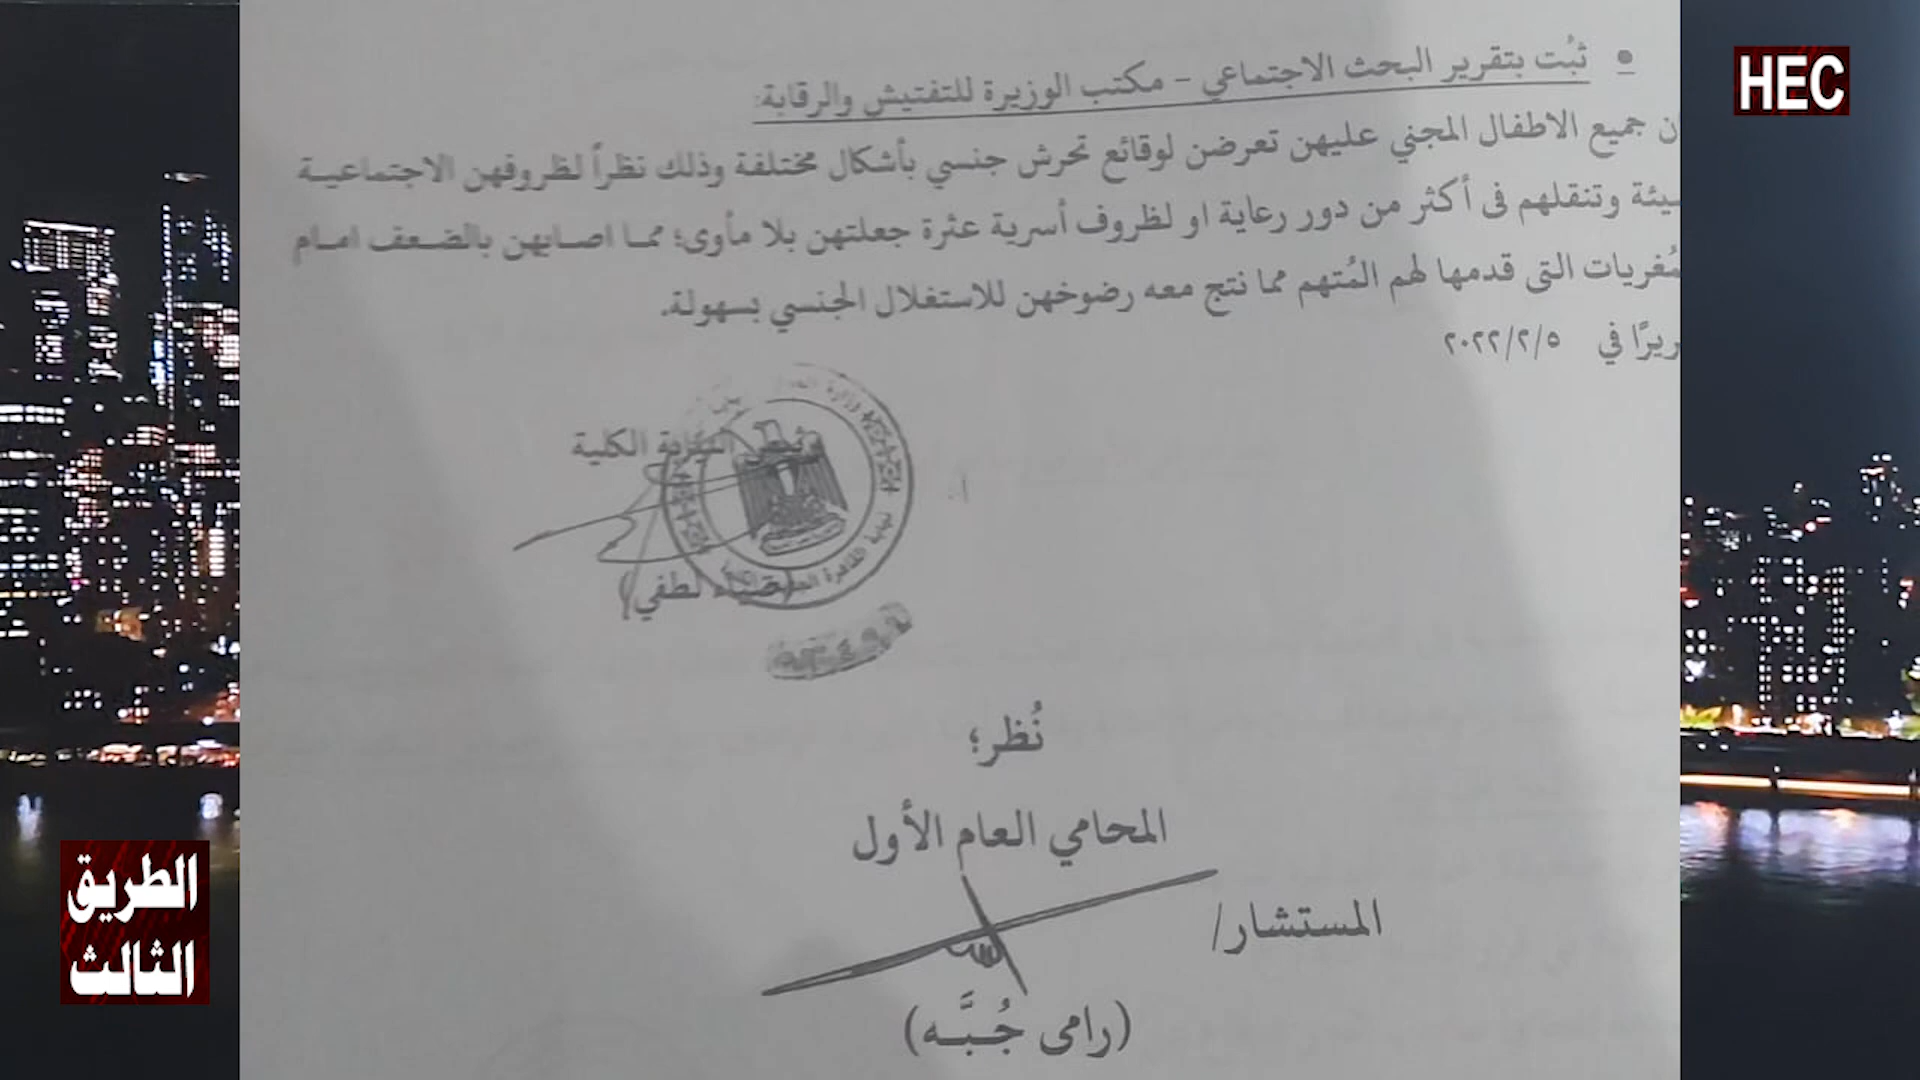 HEC
• ثبُت بتقرير البحث الاجتماعي - مكتب الوزيرة للتفتيش والرقابة:
ن جميع الاطفال المجني عليهن تعرضن لوقائع تحرش جنسي بأشكال مختلفة وذلك نظراً لظروفهن الاجتماعية
سيئة وتنقلهم فى أكثر من دور رعاية او لظروف أسرية عثرة جعلتهن بلا مأوى؛ مما اصابهن بالضعف امام
مُغريات التى قدمها لهم المُتهم مما نتج معه رضوخهن للاستغلال الجنسي بسهولة.
ريرًا في ٢٠٢٢/٢/٥
النيابة الكلية
لطفي)
نُظر؛
المحامي العام الأول
المستشار/
(رامى جُبَّه)
الطريق
الثالث